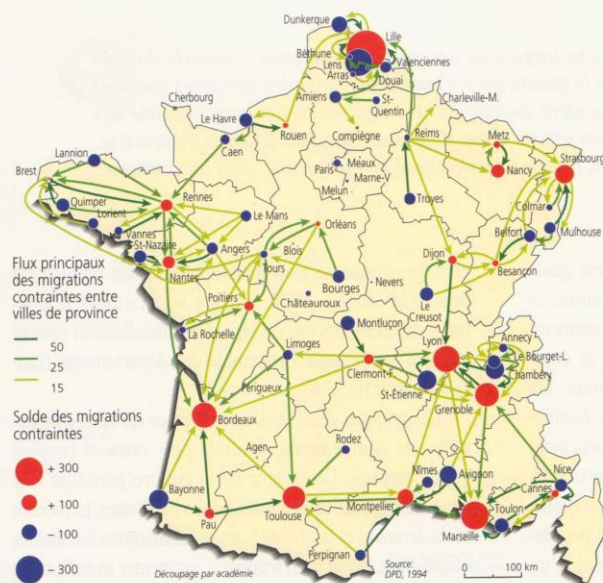 Dunkerque
Lille
Béthune
Lens
Valenciennes
Arras
Douai
Cherbourg
Amiens
St-
Quentin
Charleville-M.
Le Havre
Rouen
Compiègne
Reims
Metz
Strasbourg
Caen
Meaux
Paris
Marne-V
Melun
Nancy
Lannion
Brest
Rennes
Troyes
Colmar
Quimper
Lorient
Le Mans
Orléans
Belfort
Mulhouse
Vannes
St-Nazaire
Angers
Blois
Dijon
Nantes
Tours
Bourges
Besançon
Flux principaux
des migrations
contraintes entre
villes de province
Nevers
Le
Creusot
Poitiers
Châteauroux
50
25
15
La Rochelle
Limoges
Montluçon
Lyon
Annecy
Le Bourget-L.
Chambéry
Clermont-F.
St-Étienne
Grenoble
Solde des migrations
contraintes
Périgueux
Bordeaux
+ 300
+ 100
- 100
- 300
Agen
Rodez
Nîmes
Avignon
Nice
Cannes
Bayonne
Montpellier
Toulon
Pau
Toulouse
Marseille
Perpignan
Découpage par académie
Source:
DPD, 1994
0
100 km